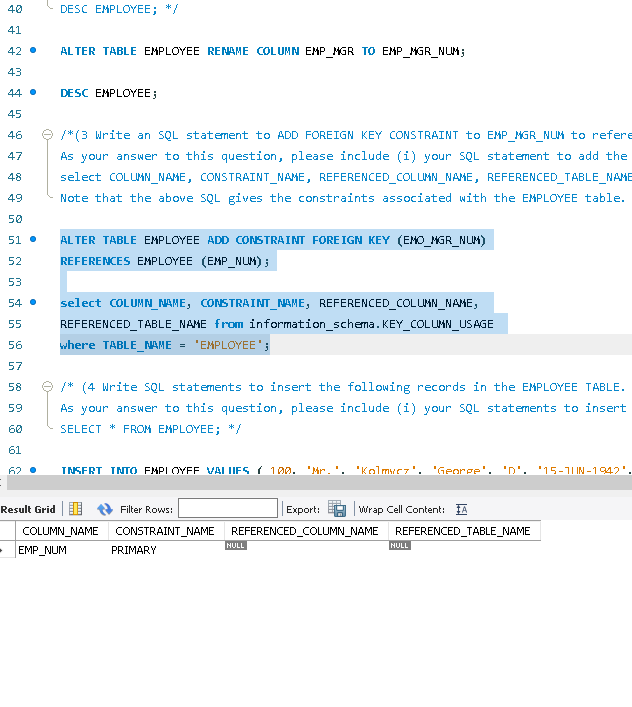 40 DESC EMPLOYEE; */
41
42 ALTER TABLE EMPLOYEE RENAME COLUMN EMP_MGR TO EMP_MGR_NUM;
43
44 DESC EMPLOYEE;
45
46 /*(3 Write an SQL statement to ADD FOREIGN KEY CONSTRAINT to EMP_MGR_NUM to refere
47 As your answer to this question, please include (i) your SQL statement to add the
48 select COLUMN_NAME, CONSTRAINT_NAME, REFERENCED_COLUMN_NAME, REFERENCED_TABLE_NAME
49 Note that the above SQL gives the constraints associated with the EMPLOYEE table.
50
51 ALTER TABLE EMPLOYEE ADD CONSTRAINT FOREIGN KEY (EMO_MGR_NUM)
52 REFERENCES EMPLOYEE (EMP_NUM);
53
54 select COLUMN_NAME, CONSTRAINT_NAME, REFERENCED_COLUMN_NAME,
55 REFERENCED_TABLE_NAME from information_schema.KEY_COLUMN_USAGE
56 where TABLE_NAME = 'EMPLOYEE';
57
58 /* (4 Write SQL statements to insert the following records in the EMPLOYEE TABLE.
59 As your answer to this question, please include (i) your SQL statements to insert
60 SELECT * FROM EMPLOYEE; */
61
62 INSERT INTO EMPLOYEE VALUES ( 100, 'Mr.', 'Kolmycz', 'George', 'D', '15-JUN-1942',
Result Grid Filter Rows: Export: Wrap Cell Content: IA
COLUMN_NAME CONSTRAINT_NAME REFERENCED_COLUMN_NAME REFERENCED_TABLE_NAME
EMP_NUM PRIMARY NULL NULL